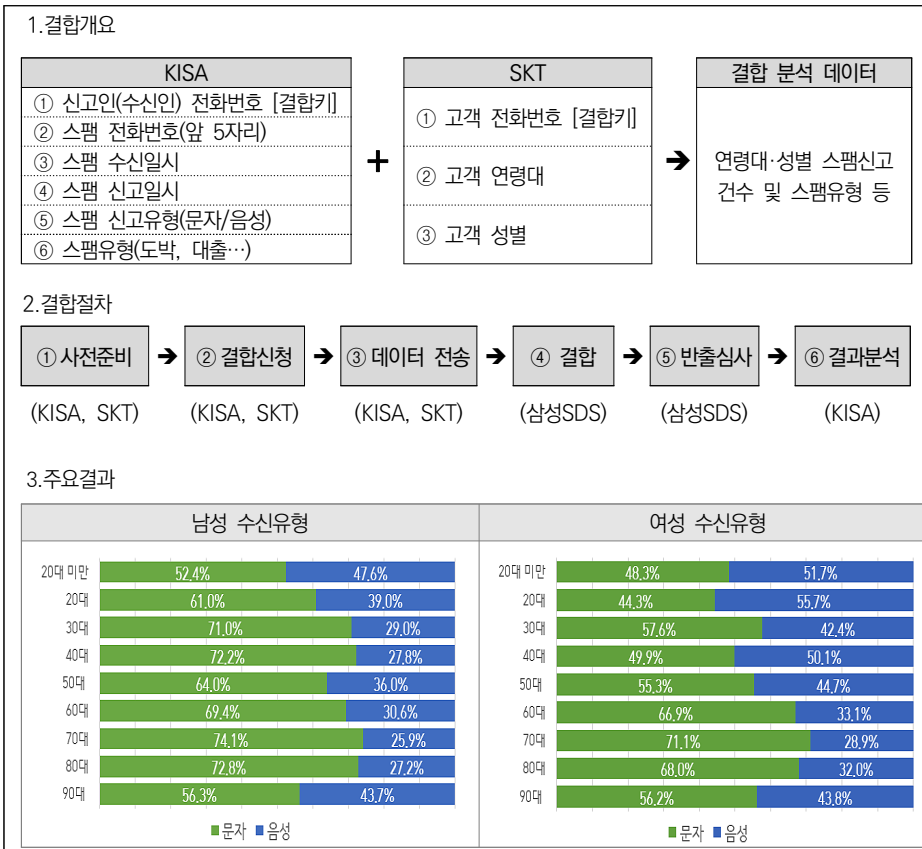 1.결합개요
KISA
① 신고인(수신인) 전화번호 [결합키]
② 스팸 전화번호(앞 5자리)
③ 스팸 수신일시
④ 스팸 신고일시
⑤ 스팸 신고유형(문자/음성)
⑥ 스팸유형(도박, 대출…)
+
SKT
① 고객 전화번호 [결합키]
② 고객 연령대
③ 고객 성별
➔
결합 분석 데이터
연령대·성별 스팸신고
건수 및 스팸유형 등
2.결합절차
① 사전준비 ➔ ② 결합신청 ➔ ③ 데이터 전송 ➔ ④ 결합 ➔ ⑤ 반출심사 ➔ ⑥ 결과분석
(KISA, SKT) (KISA, SKT) (KISA, SKT) (삼성SDS) (삼성SDS) (KISA)
3.주요결과
남성 수신유형
20대 미만 52.4% 47.6%
20대 61.0% 39.0%
30대 71.0% 29.0%
40대 72.2% 27.8%
50대 64.0% 36.0%
60대 69.4% 30.6%
70대 74.1% 25.9%
80대 72.8% 27.2%
90대 56.3% 43.7%
문자 음성
여성 수신유형
20대 미만 48.3% 51.7%
20대 44.3% 55.7%
30대 57.6% 42.4%
40대 49.9% 50.1%
50대 55.3% 44.7%
60대 66.9% 33.1%
70대 71.1% 28.9%
80대 68.0% 32.0%
90대 56.2% 43.8%
문자 음성